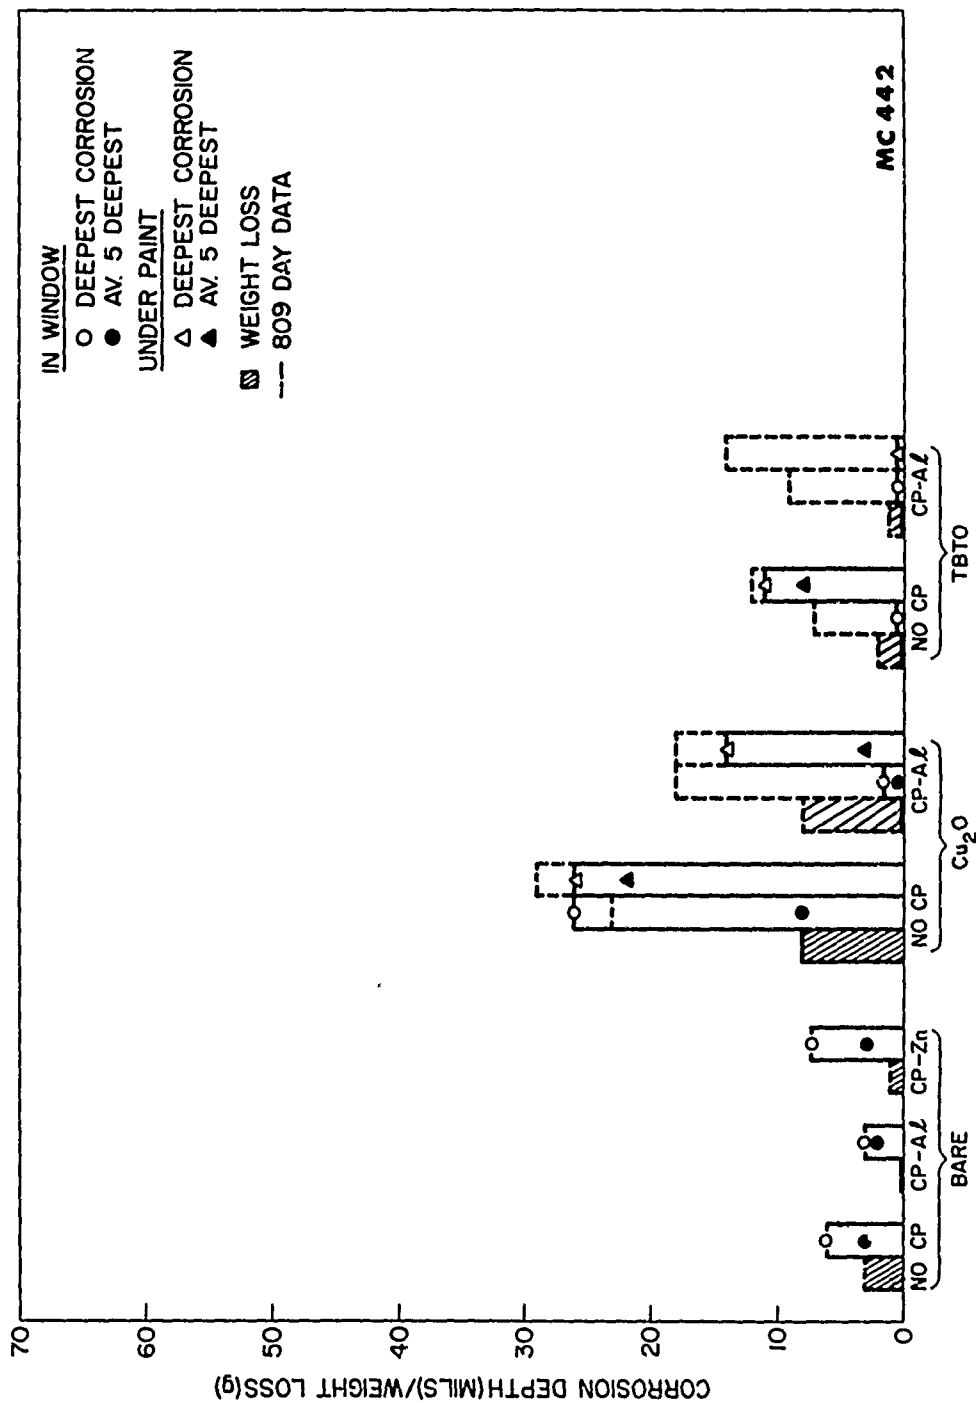 IN WINDOW
○ DEEPEST CORROSION
● AV. 5 DEEPEST
UNDER PAINT
△ DEEPEST CORROSION
▲ AV. 5 DEEPEST
WEIGHT LOSS
--- 809 DAY DATA
CORROSION DEPTH(MILS)/WEIGHT LOSS(g)
70
60
50
40
30
20
10
0
MC 442
NO CP CP-Al CP-Zn NO CP CP-Al NO CP CP-Al
BARE Cu₂O TBTO